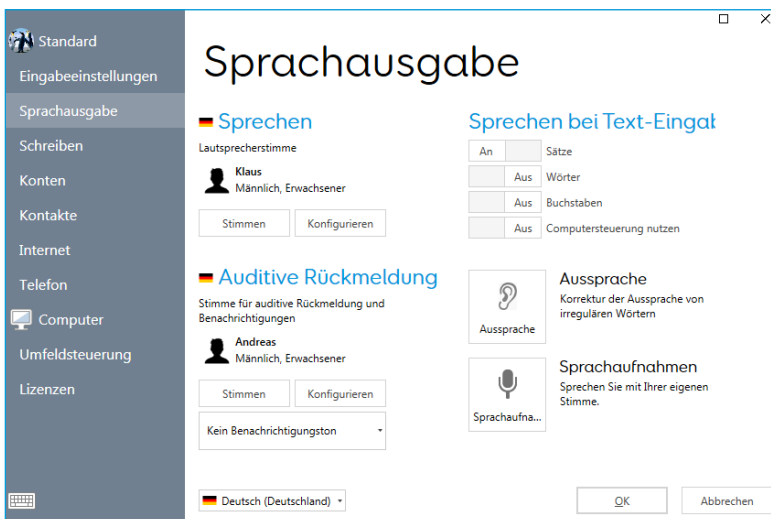 Standard
Eingabeeinstellungen
Sprachausgabe
Schreiben
Konten
Kontakte
Internet
Telefon
Computer
Umfeldsteuerung
Lizenzen
Sprachausgabe
Sprechen
Lautsprecherstimme
Klaus
Männlich, Erwachsener
Stimmen
Konfigurieren
Auditive Rückmeldung
Stimme für auditive Rückmeldung und
Benachrichtigungen
Andreas
Männlich, Erwachsener
Stimmen
Konfigurieren
Kein Benachrichtigungston
Deutsch (Deutschland)
Sprechen bei Text-Eingab
An Sätze
Aus Wörter
Aus Buchstaben
Aus Computersteuerung nutzen
Aussprache
Aussprache
Korrektur der Aussprache von
irregulären Wörtern
Sprachaufna...
Sprachaufnahmen
Sprechen Sie mit Ihrer eigenen
Stimme.
OK
Abbrechen